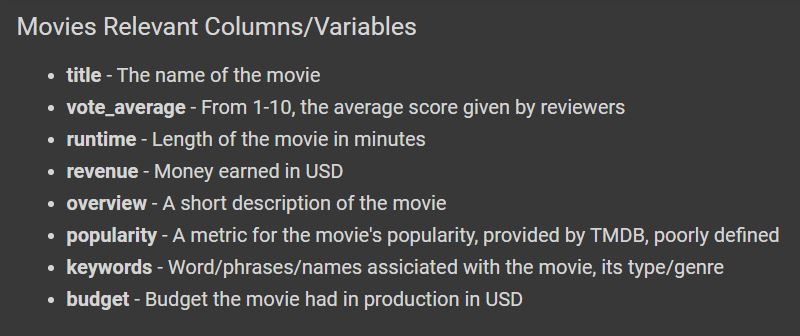 Movies Relevant Columns/Variables
• title - The name of the movie
• vote_average - From 1-10, the average score given by reviewers
• runtime - Length of the movie in minutes
• revenue - Money earned in USD
• overview - A short description of the movie
• popularity - A metric for the movie's popularity, provided by TMDB, poorly defined
• keywords - Word/phrases/names assiciated with the movie, its type/genre
• budget - Budget the movie had in production in USD